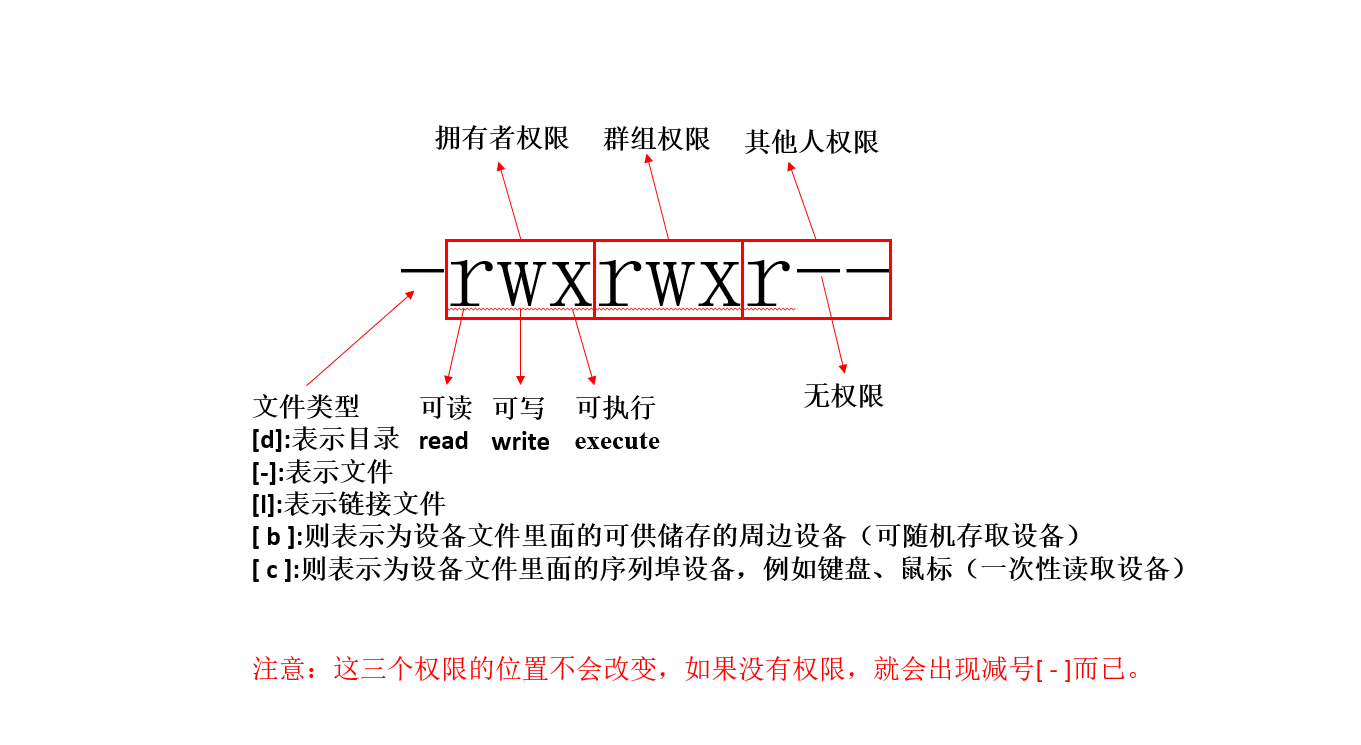 拥有者权限 群组权限 其他人权限
-rwxrwxr--
文件类型 可读 可写 可执行 无权限
[d]:表示目录 read write execute
[-]:表示文件
[l]:表示链接文件
[ b ]:则表示为设备文件里面的可供储存的周边设备（可随机存取设备）
[ c ]:则表示为设备文件里面的序列埠设备，例如键盘、鼠标（一次性读取设备）
注意：这三个权限的位置不会改变，如果没有权限，就会出现减号[ - ]而已。